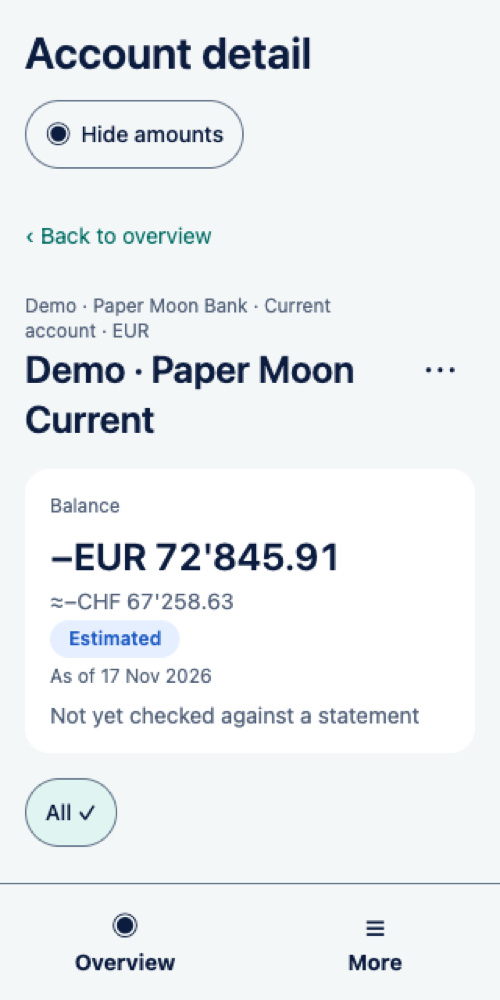 Account detail
Hide amounts
‹ Back to overview
Demo · Paper Moon Bank · Current
account · EUR
Demo · Paper Moon
Current
...
Balance
−EUR 72'845.91
≈−CHF 67'258.63
Estimated
As of 17 Nov 2026
Not yet checked against a statement
All ✓
Overview
More